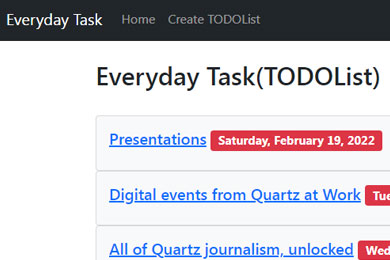 Everyday Task Home Create TODOList
Everyday Task(TODOList)
Presentations Saturday, February 19, 2022
Digital events from Quartz at Work Tue
All of Quartz journalism, unlocked Wed